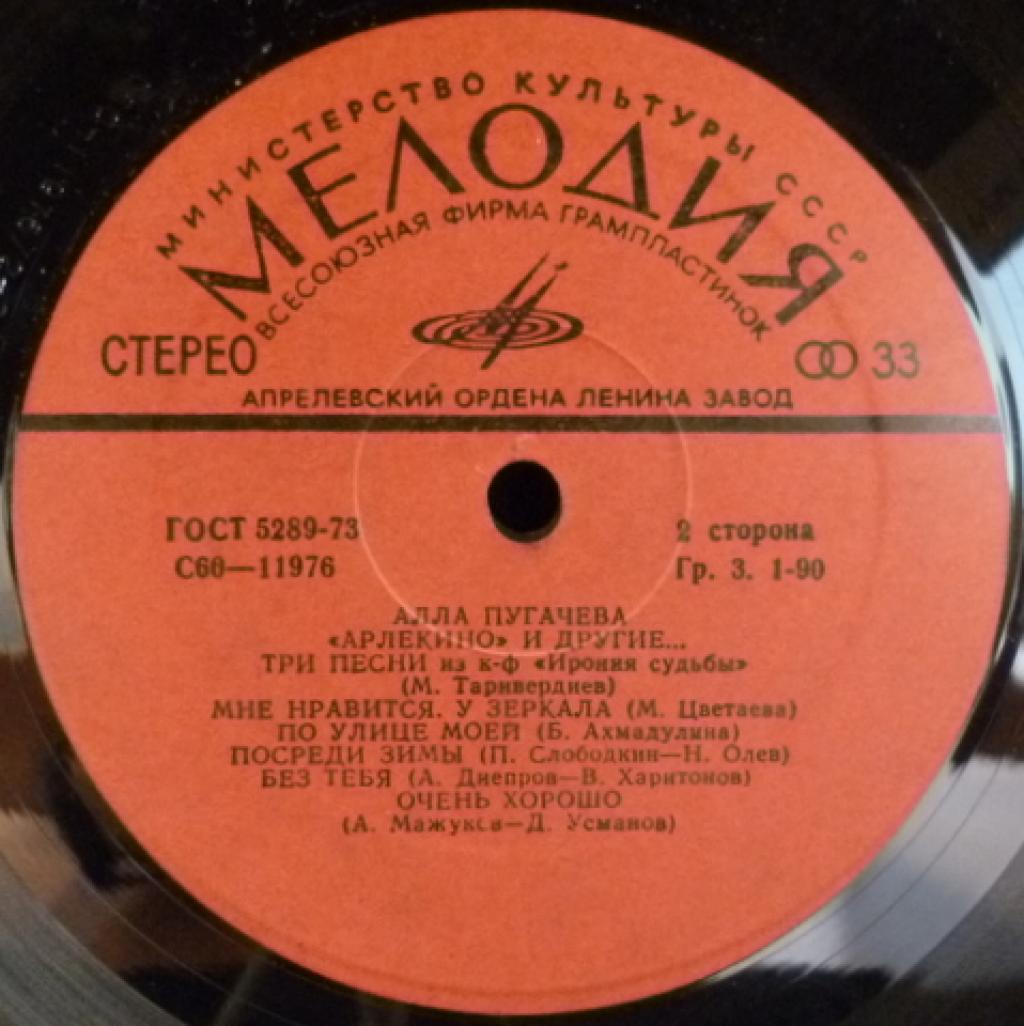 МИНИСТЕРСТВО КУЛЬТУРЫ СССР
МЕЛОДИЯ
ВСЕСОЮЗНАЯ ФИРМА ГРАМПЛАСТИНОК
СТЕРЕО
33
АПРЕЛЕВСКИЙ ОРДЕНА ЛЕНИНА ЗАВОД
ГОСТ 5289-73
2 сторона
С60—11976
Гр. 3. 1-90
АЛЛА ПУГАЧЕВА
«АРЛЕКИНО» И ДРУГИЕ...
ТРИ ПЕСНИ из к-ф «Ирония судьбы»
(М. Таривердиев)
МНЕ НРАВИТСЯ. У ЗЕРКАЛА (М. Цветаева)
ПО УЛИЦЕ МОЕЙ (Б. Ахмадулина)
ПОСРЕДИ ЗИМЫ (П. Слободкин—Н. Олев)
БЕЗ ТЕБЯ (А. Днепров—В. Харитонов)
ОЧЕНЬ ХОРОШО
(А. Мажуков—Д. Усманов)